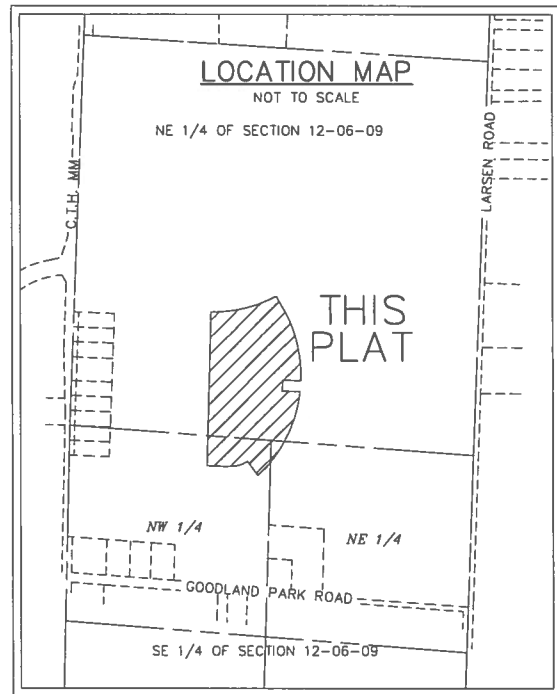 LOCATION MAP
NOT TO SCALE
NE 1/4 OF SECTION 12-06-09
C.T.H. MM
LARSEN ROAD
THIS
PLAT
NW 1/4
NE 1/4
GOODLAND PARK ROAD
SE 1/4 OF SECTION 12-06-09